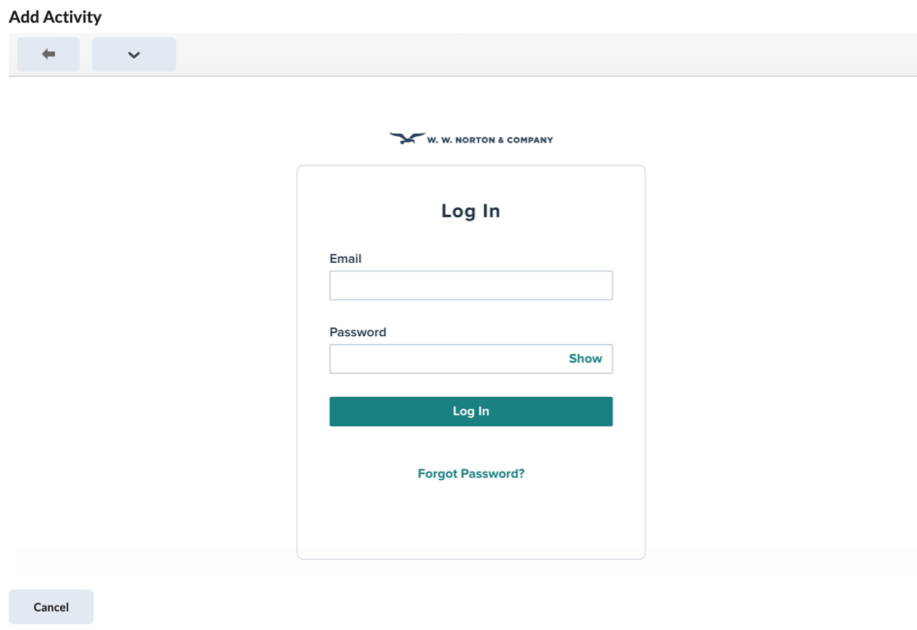 Add Activity
W. W. NORTON & COMPANY
Log In
Email
Password
Show
Log In
Forgot Password?
Cancel